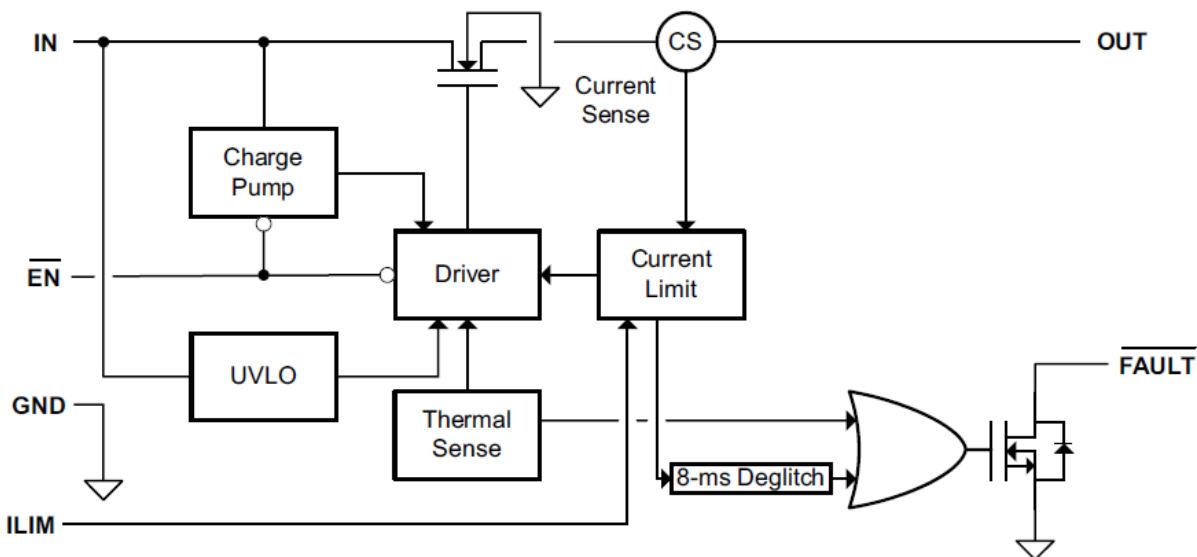 IN
CS
OUT
Current
Sense
Charge
Pump
EN
Driver
Current
Limit
UVLO
FAULT
GND
Thermal
Sense
8-ms Deglitch
ILIM